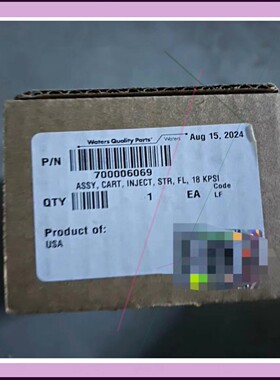 Waters Quality Parts Waters Aug 15, 2024
P/N
700006069
ASSY, CART, INJECT, STR, FL, 18 KPSI
QTY 1 EA Code
LF
Product of:
USA